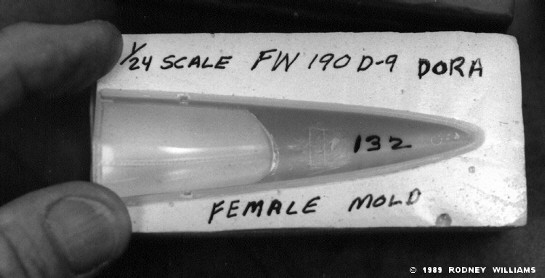 1/24 SCALE FW 190 D-9 DORA
132
FEMALE MOLD
© 1989 RODNEY WILLIAMS